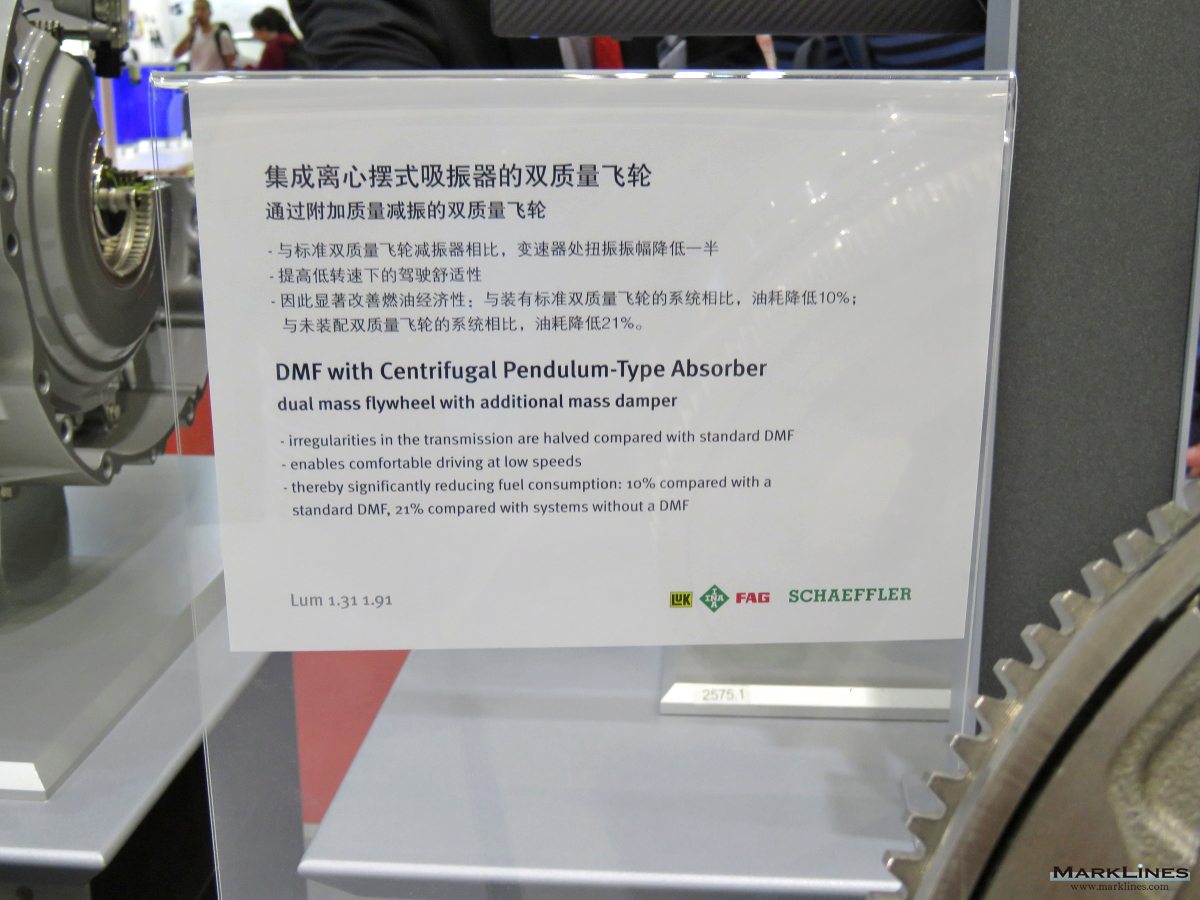 集成离心摆式吸振器的双质量飞轮
通过附加质量减振的双质量飞轮
- 与标准双质量飞轮减振器相比，变速器处扭振振幅降低一半
- 提高低转速下的驾驶舒适性
- 因此显著改善燃油经济性：与装有标准双质量飞轮的系统相比，油耗降低10%；
与未装配双质量飞轮的系统相比，油耗降低21%。
DMF with Centrifugal Pendulum-Type Absorber
dual mass flywheel with additional mass damper
- irregularities in the transmission are halved compared with standard DMF
- enables comfortable driving at low speeds
- thereby significantly reducing fuel consumption: 10% compared with a
standard DMF, 21% compared with systems without a DMF
Lum 1.31 1.91
LuK INA FAG SCHAEFFLER
2575.1
MARKLINES
www.marklines.com